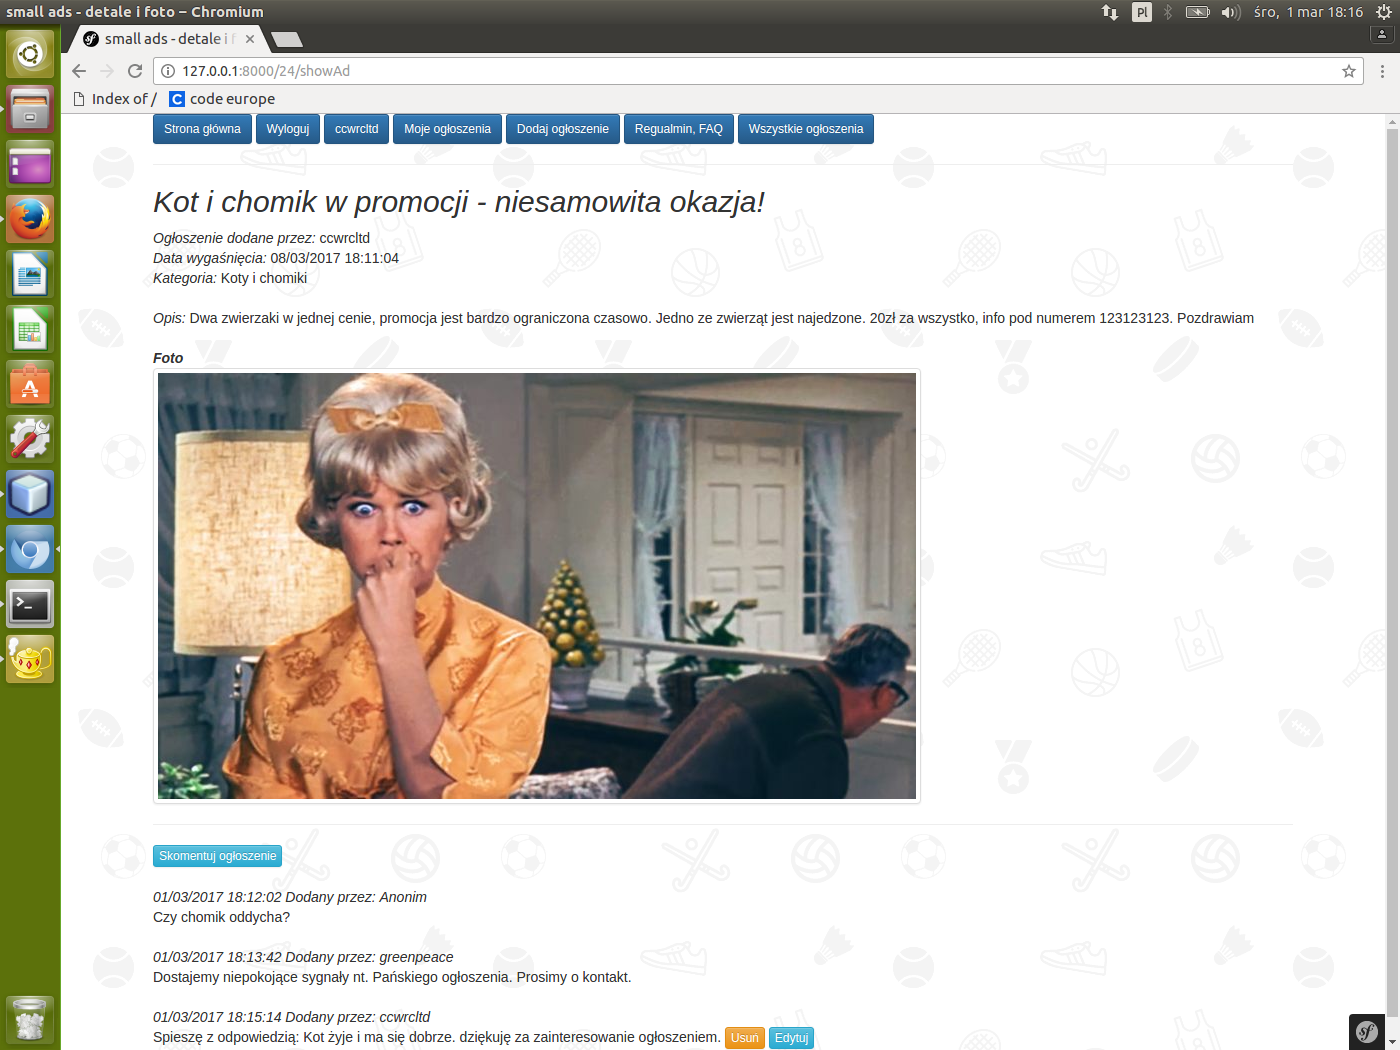 small ads - detale i foto – Chromium
Pl
śro, 1 mar 18:16
small ads - detale i f
127.0.0.1:8000/24/showAd
Index of /
code europe
Strona główna
Wyloguj
ccwrcltd
Moje ogłoszenia
Dodaj ogłoszenie
Regualmin, FAQ
Wszystkie ogłoszenia
Kot i chomik w promocji - niesamowita okazja!
Ogłoszenie dodane przez: ccwrcltd
Data wygaśnięcia: 08/03/2017 18:11:04
Kategoria: Koty i chomiki
Opis: Dwa zwierzaki w jednej cenie, promocja jest bardzo ograniczona czasowo. Jedno ze zwierząt jest najedzone. 20zł za wszystko, info pod numerem 123123123. Pozdrawiam
Foto
Skomentuj ogłoszenie
01/03/2017 18:12:02 Dodany przez: Anonim
Czy chomik oddycha?
01/03/2017 18:13:42 Dodany przez: greenpeace
Dostajemy niepokojące sygnały nt. Pańskiego ogłoszenia. Prosimy o kontakt.
01/03/2017 18:15:14 Dodany przez: ccwrcltd
Spieszę z odpowiedzią: Kot żyje i ma się dobrze. dziękuję za zainteresowanie ogłoszeniem. Usuń Edytuj